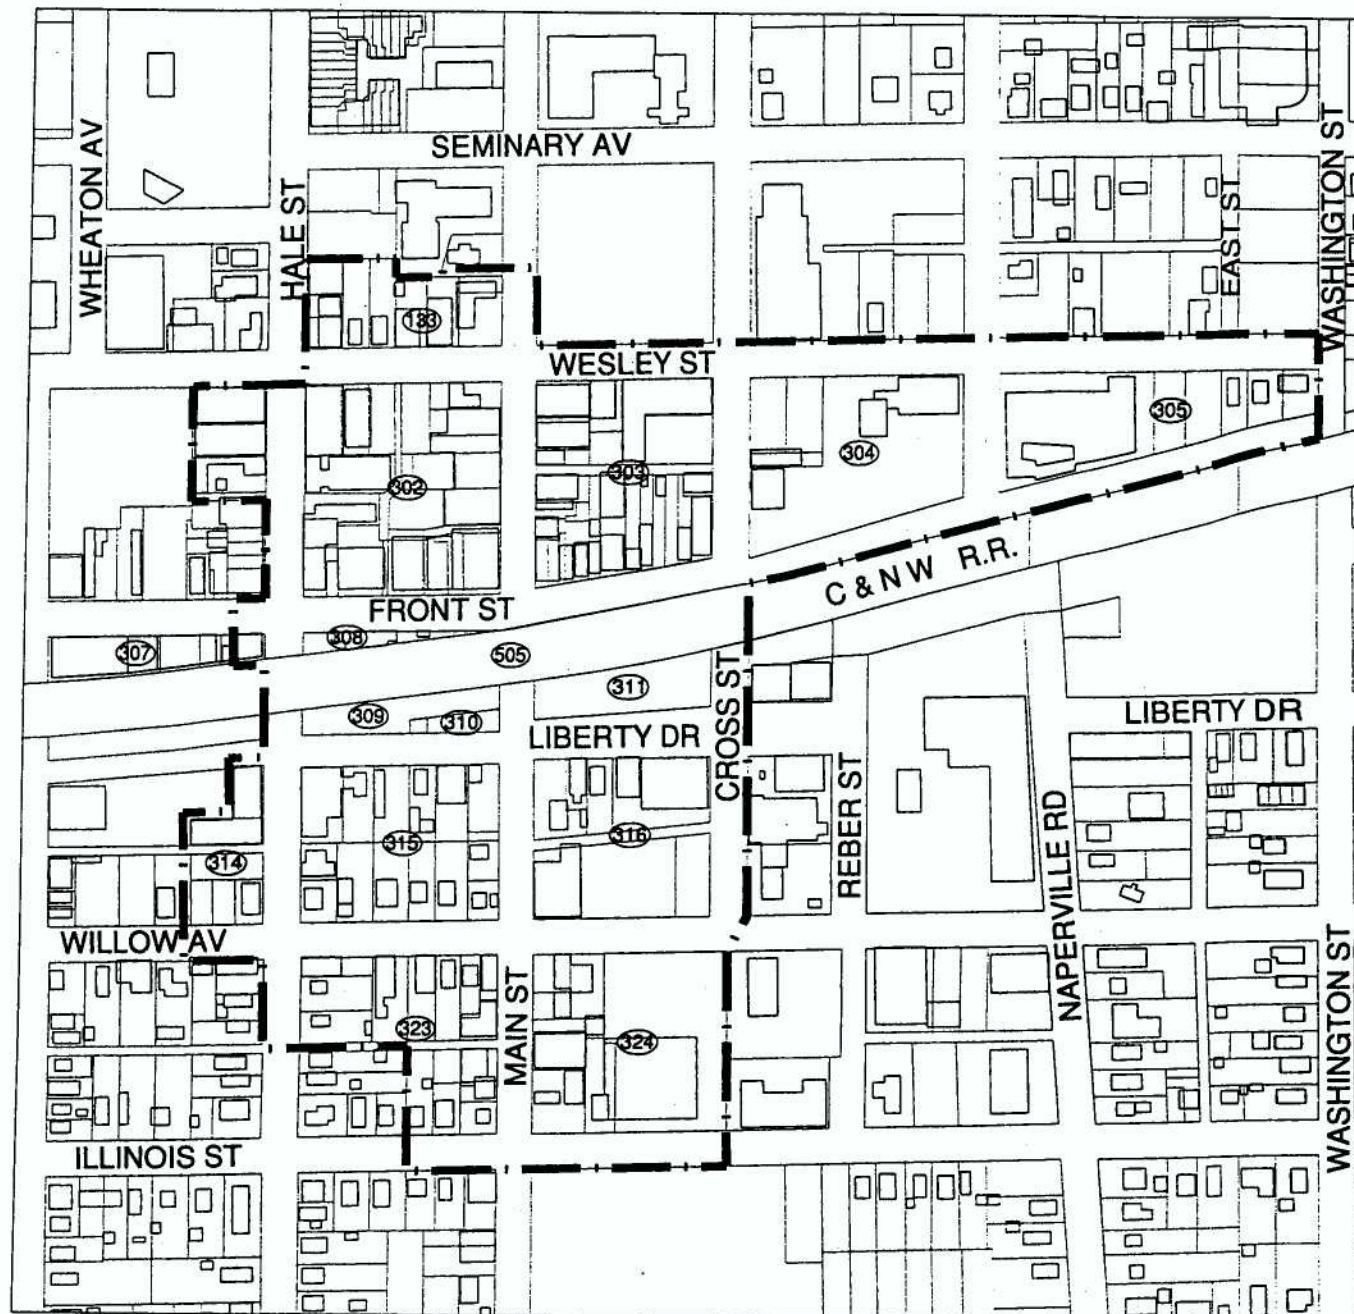 SEMINARY AV
WHEATON AV
HALE ST
EAST ST
WASHINGTON ST
133
WESLEY ST
302
303
304
305
FRONT ST
C & N W R.R.
307
308
505
309
310
311
LIBERTY DR
CROSS ST
LIBERTY DR
REBER ST
NAPERVILLE RD
314
315
316
WILLOW AV
MAIN ST
323
324
WASHINGTON ST
ILLINOIS ST